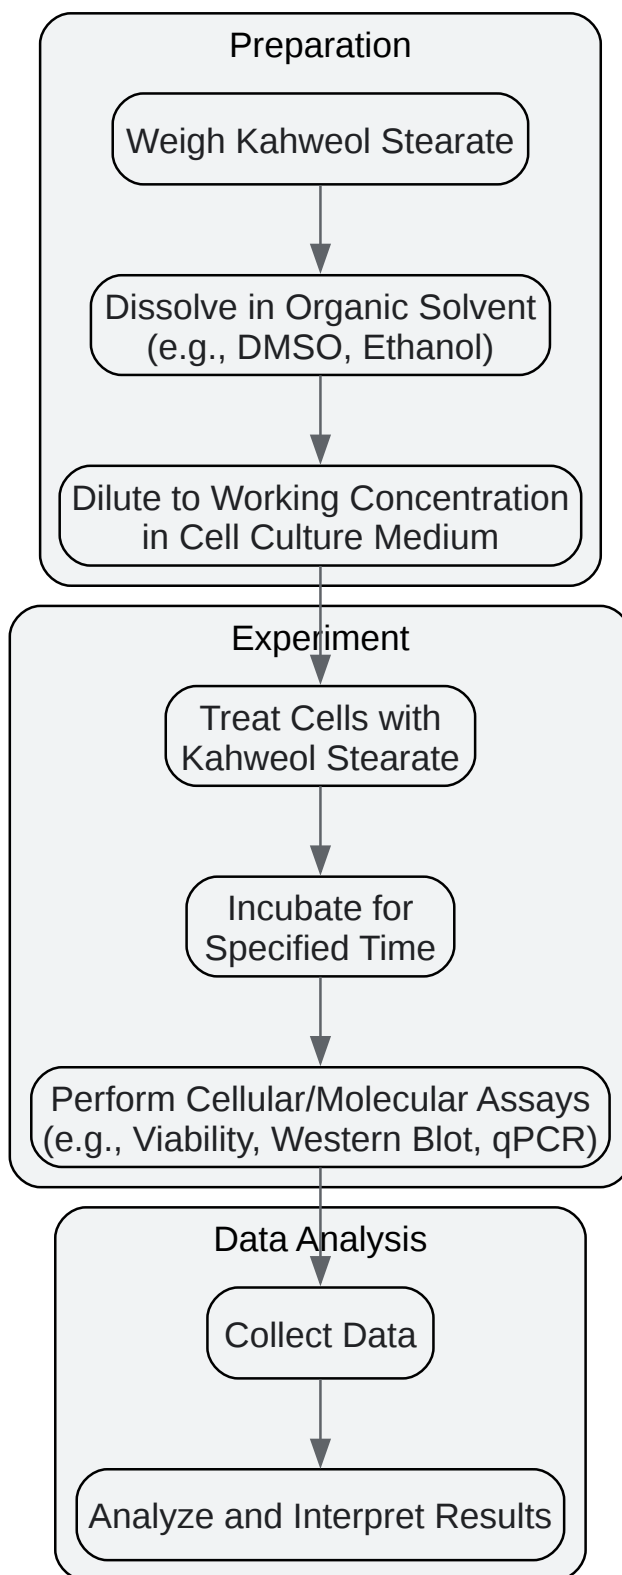 Preparation
Weigh Kahweol Stearate
Dissolve in Organic Solvent
(e.g., DMSO, Ethanol)
Dilute to Working Concentration
in Cell Culture Medium
Experiment
Treat Cells with
Kahweol Stearate
Incubate for
Specified Time
Perform Cellular/Molecular Assays
(e.g., Viability, Western Blot, qPCR)
Data Analysis
Collect Data
Analyze and Interpret Results